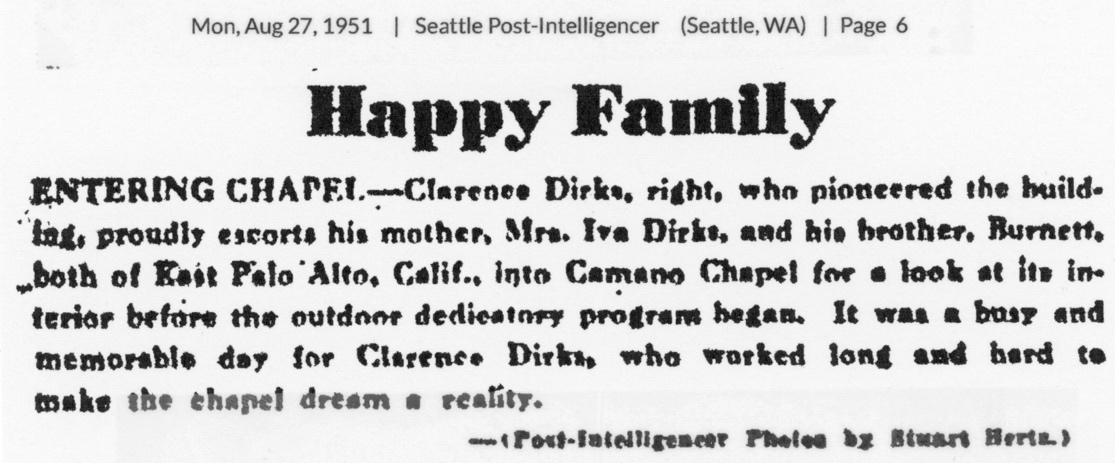 Mon, Aug 27, 1951 | Seattle Post-Intelligencer (Seattle, WA) | Page 6
Happy Family
ENTERING CHAPEL.—Clarence Dirks, right, who pioneered the build-
ing, proudly escorts his mother, Mrs. Iva Dirks, and his brother, Burnett,
both of East Palo Alto, Calif., into Camano Chapel for a look at its in-
terior before the outdoor dedicatory program began. It was a busy and
memorable day for Clarence Dirks, who worked long and hard to
make the chapel dream a reality.
—(Post-Intelligencer Photos by Stuart Hertz.)